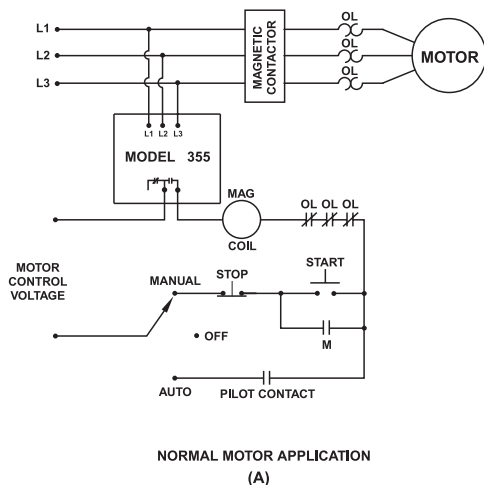 L1
L2
L3
MAGNETIC
CONTACTOR
OL
OL
OL
MOTOR
L1 L2 L3
MODEL 355
MAG
COIL
OL OL OL
MOTOR
CONTROL
VOLTAGE
MANUAL
STOP
START
OFF
M
AUTO
PILOT CONTACT
NORMAL MOTOR APPLICATION
(A)